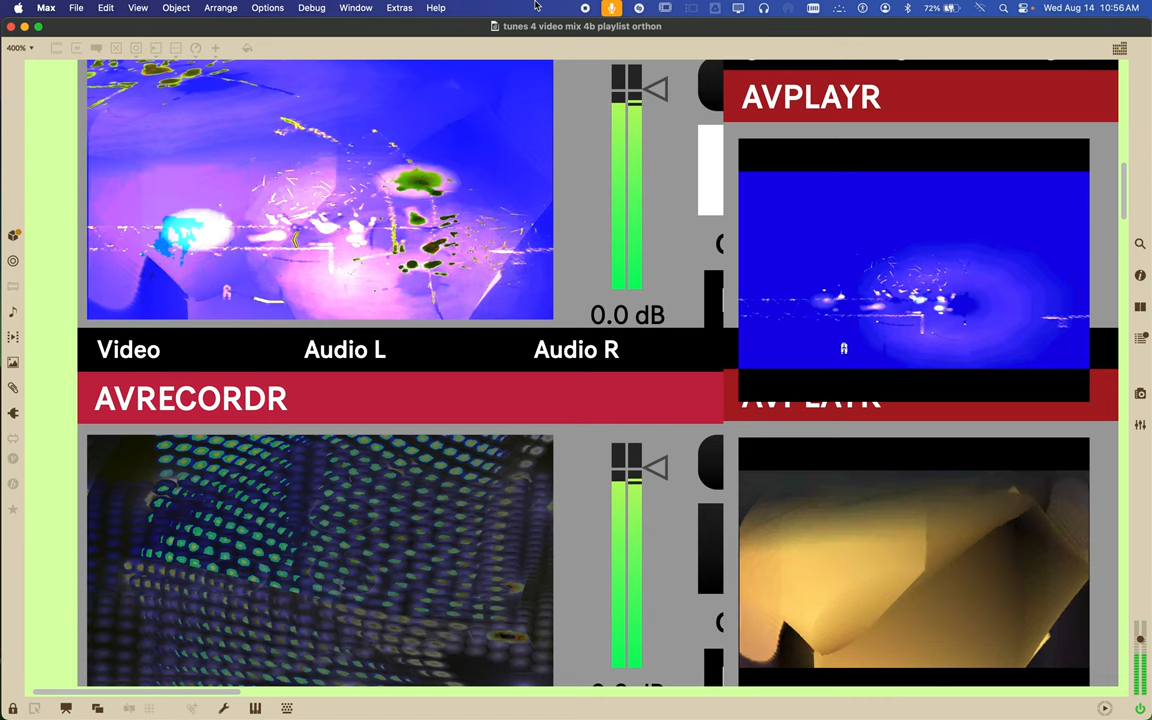 Max File Edit View Object Arrange Options Debug Window Extras Help 72% Wed Aug 14 10:56 AM
tunes 4 video mix 4b playlist orthon
400%
AVPLAYR
0.0 dB
Video Audio L Audio R
AVRECORDR
AVPLAYR